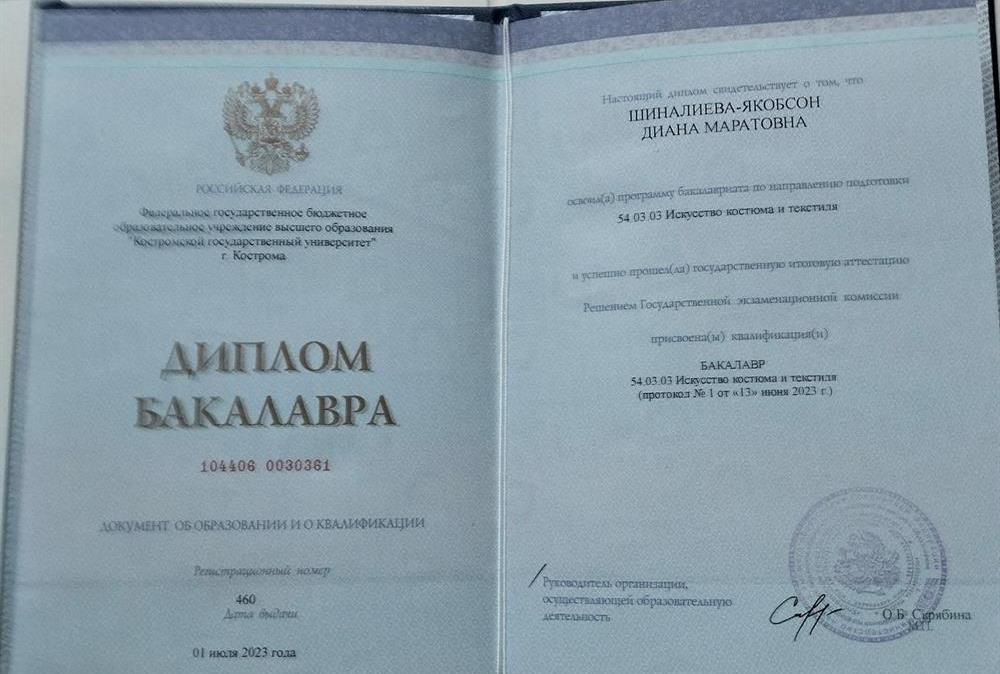 РОССИЙСКАЯ ФЕДЕРАЦИЯ
Федеральное государственное бюджетное
образовательное учреждение высшего образования
"Костромской государственный университет"
г. Кострома
ДИПЛОМ
БАКАЛАВРА
104406 0030361
ДОКУМЕНТ ОБ ОБРАЗОВАНИИ И О КВАЛИФИКАЦИИ
Регистрационный номер
460
Дата выдачи
01 июля 2023 года
Настоящий диплом свидетельствует о том, что
ШИНАЛИЕВА-ЯКОБСОН
ДИАНА МАРАТОВНА
освоил(а) программу бакалавриата по направлению подготовки
54.03.03 Искусство костюма и текстиля
и успешно прошел(ла) государственную итоговую аттестацию
Решением Государственной экзаменационной комиссии
присвоена(ы) квалификация(и)
БАКАЛАВР
54.03.03 Искусство костюма и текстиля
(протокол № 1 от «13» июня 2023 г.)
Руководитель организации,
осуществляющей образовательную
деятельность
О.Б. Скрябина
М.П.